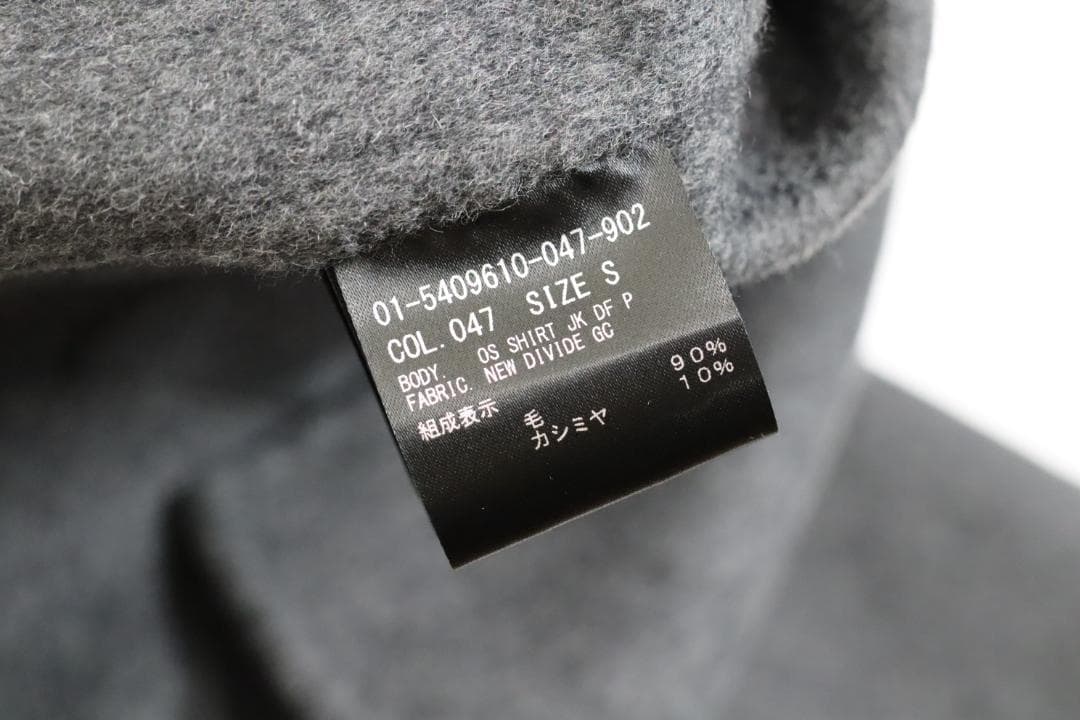 01-5409610-047-902
COL. 047 SIZE S
BODY. OS SHIRT JK DF P
FABRIC. NEW DIVIDE GC
組成表示 毛 90%
カシミヤ 10%